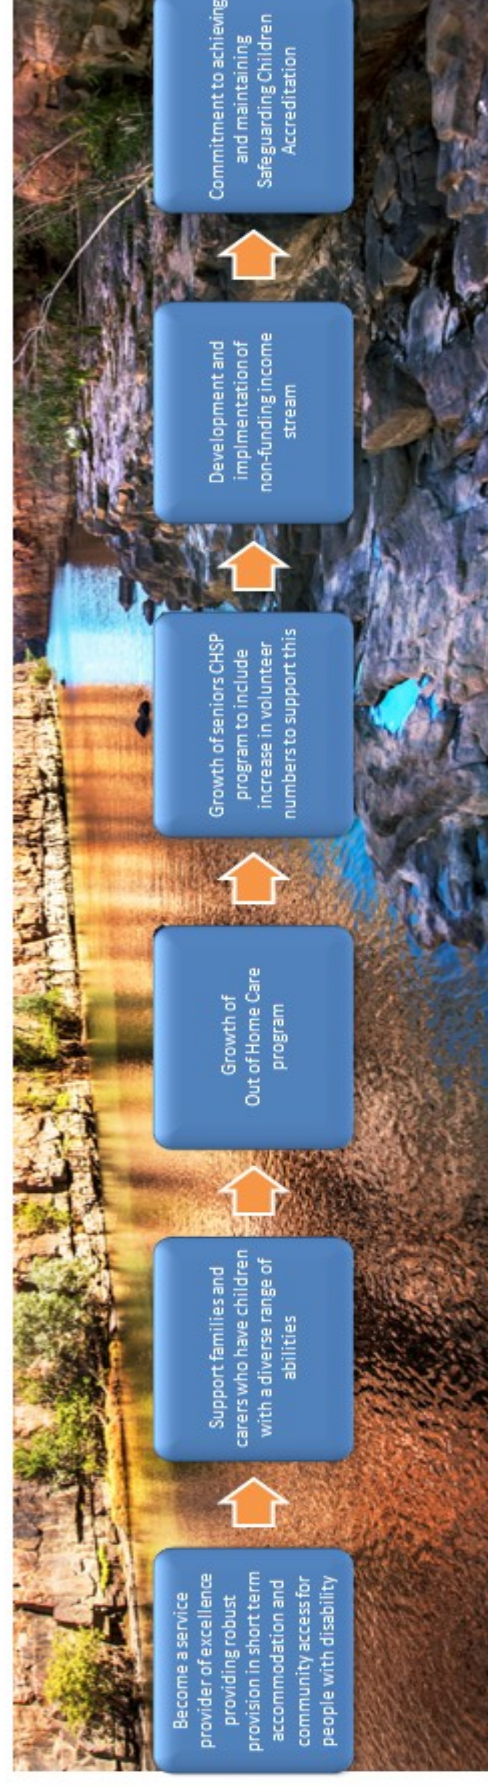 Become a service
provider of excellence
providing robust
provision in short term
accommodation and
community access for
people with disability
Support families and
carers who have children
with a diverse range of
abilities
Growth of
Out of Home Care
program
Growth of seniors CHSP
program to include
increase in volunteer
numbers to support this
Development and
implmentation of
non-funding income
stream
Commitment to achieving
and maintaining
Safeguarding Children
Accreditation